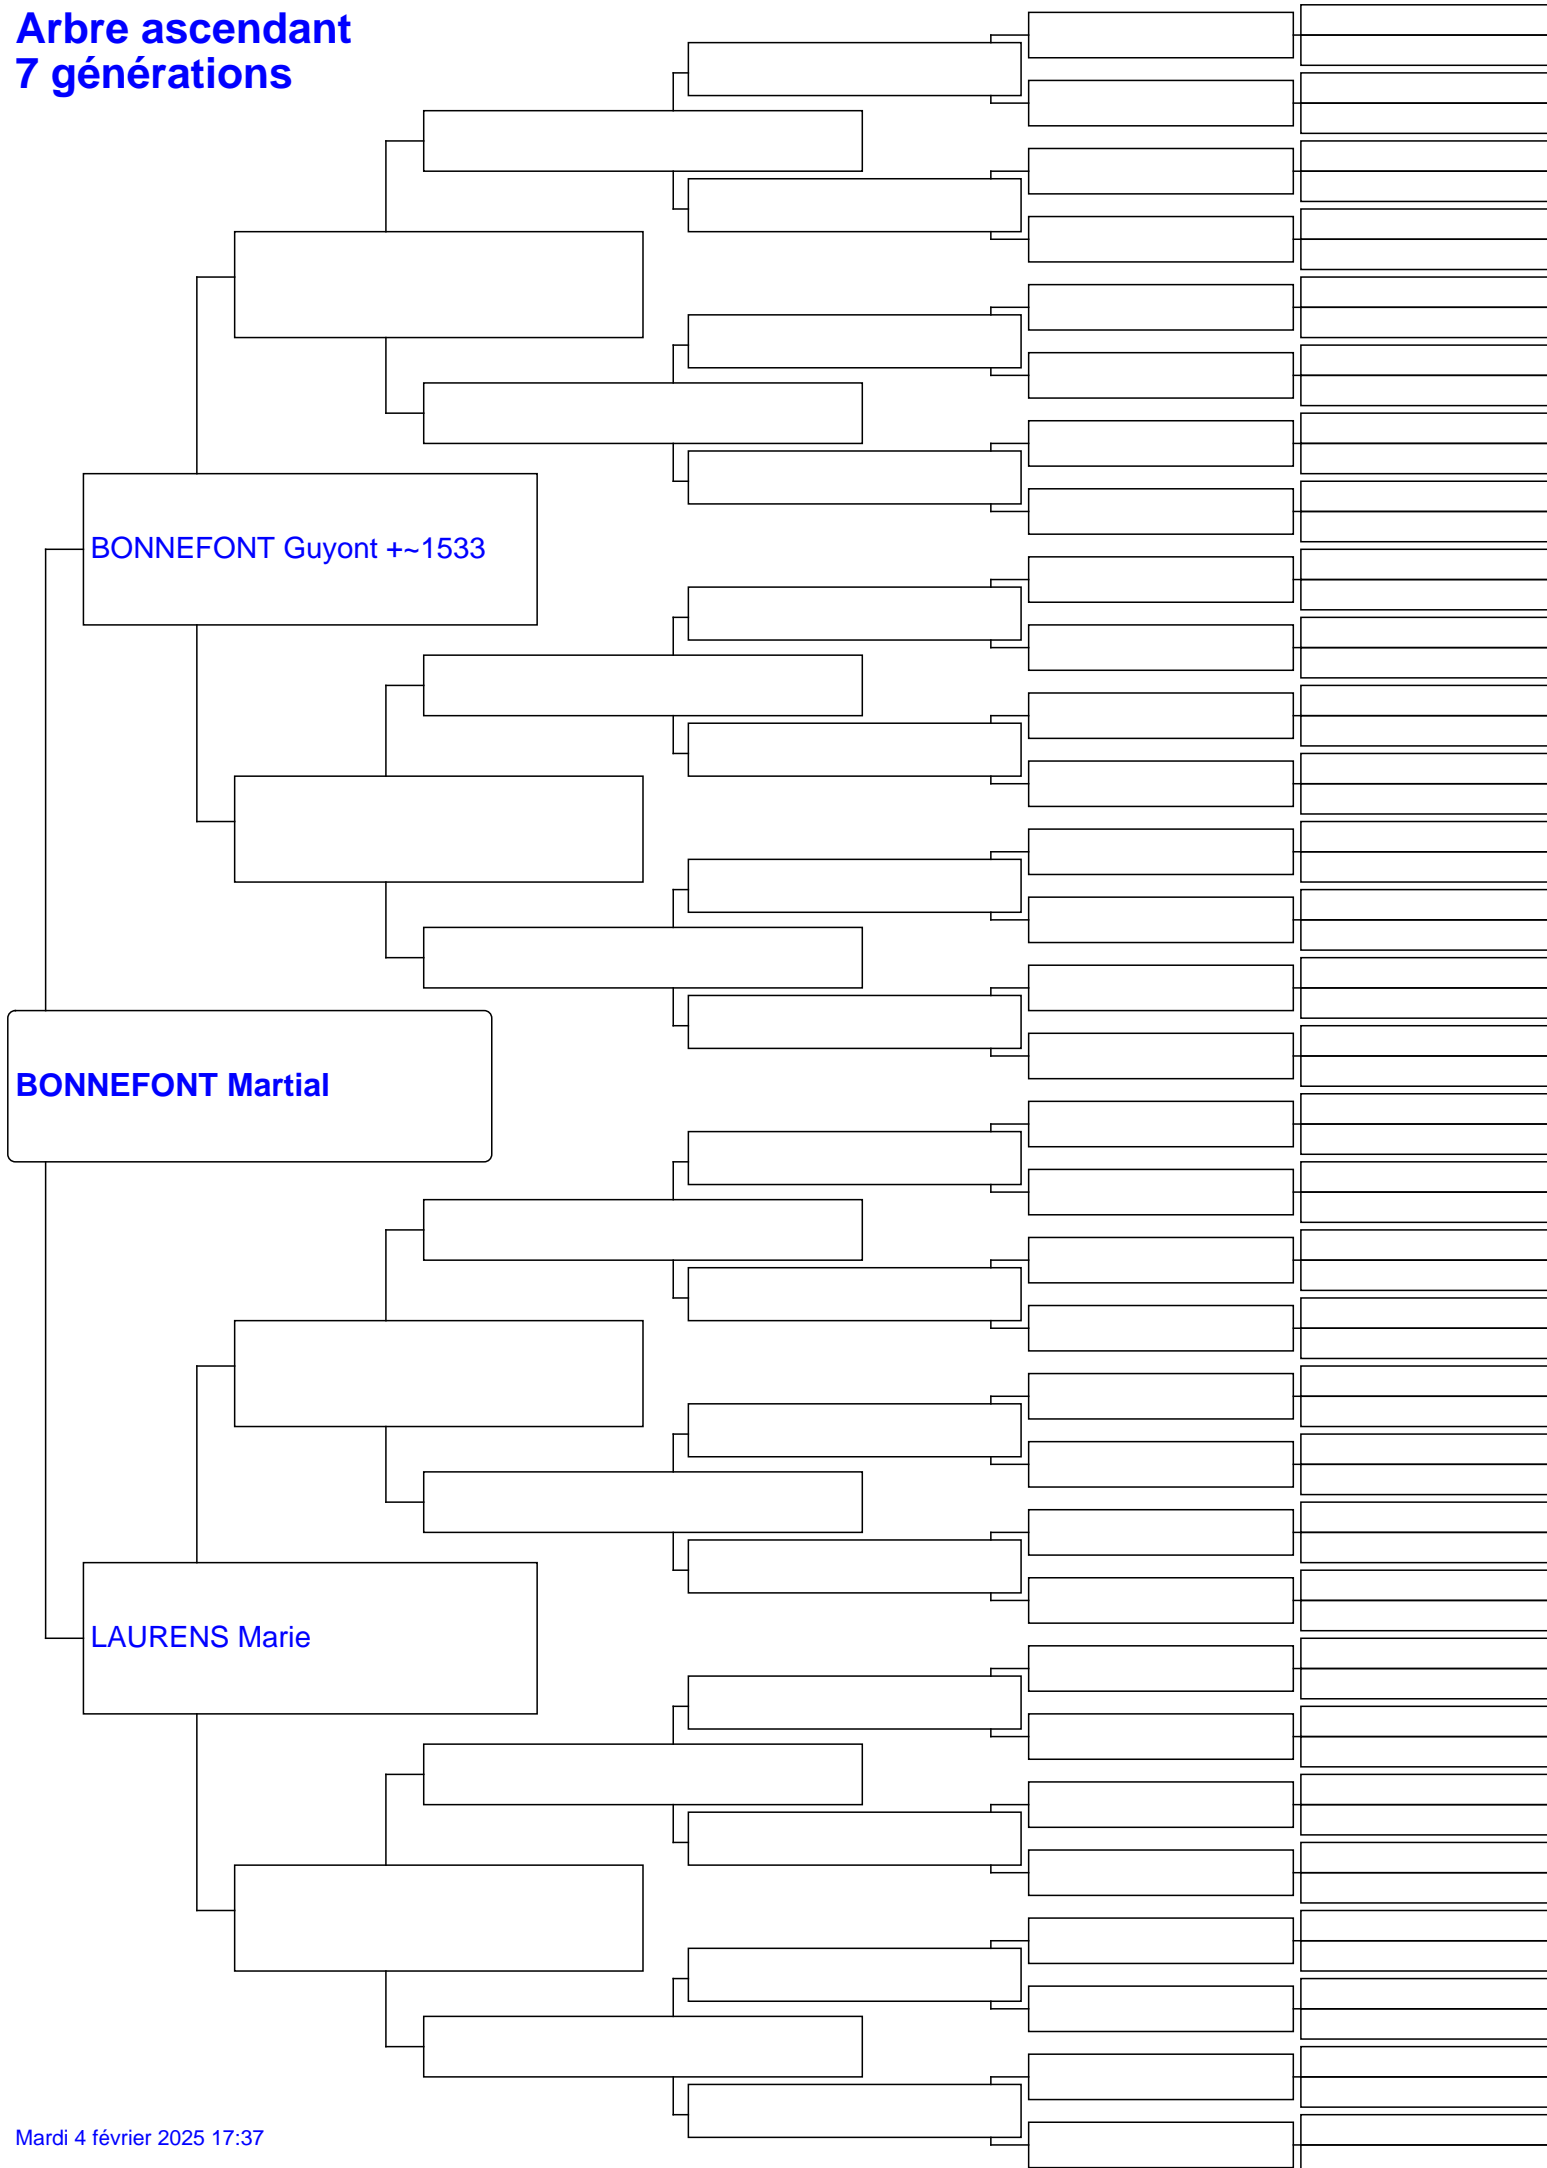 Arbre ascendant
7 générations
BONNEFONT Guyont +~1533
BONNEFONT Martial
LAURENS Marie
Mardi 4 février 2025 17:37